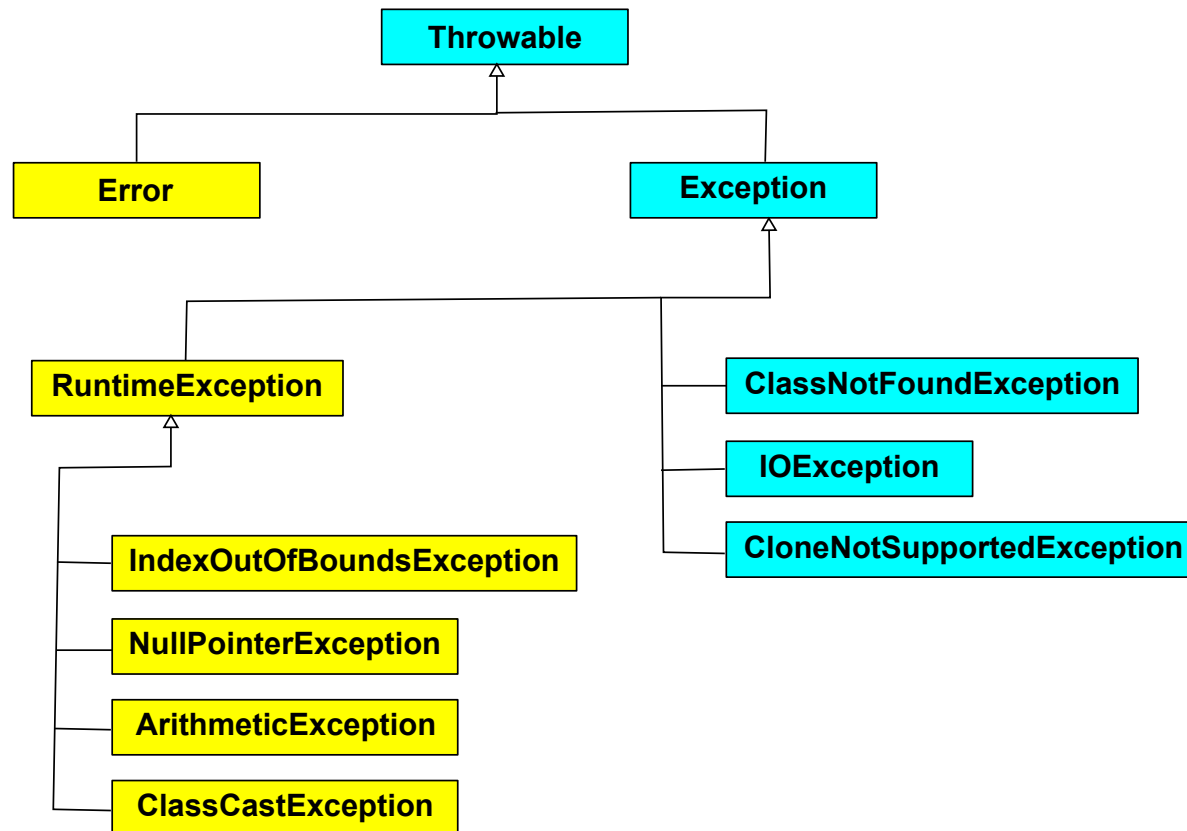 Throwable
Error
Exception
RuntimeException
ClassNotFoundException
IOException
CloneNotSupportedException
IndexOutOfBoundsException
NullPointerException
ArithmeticException
ClassCastException